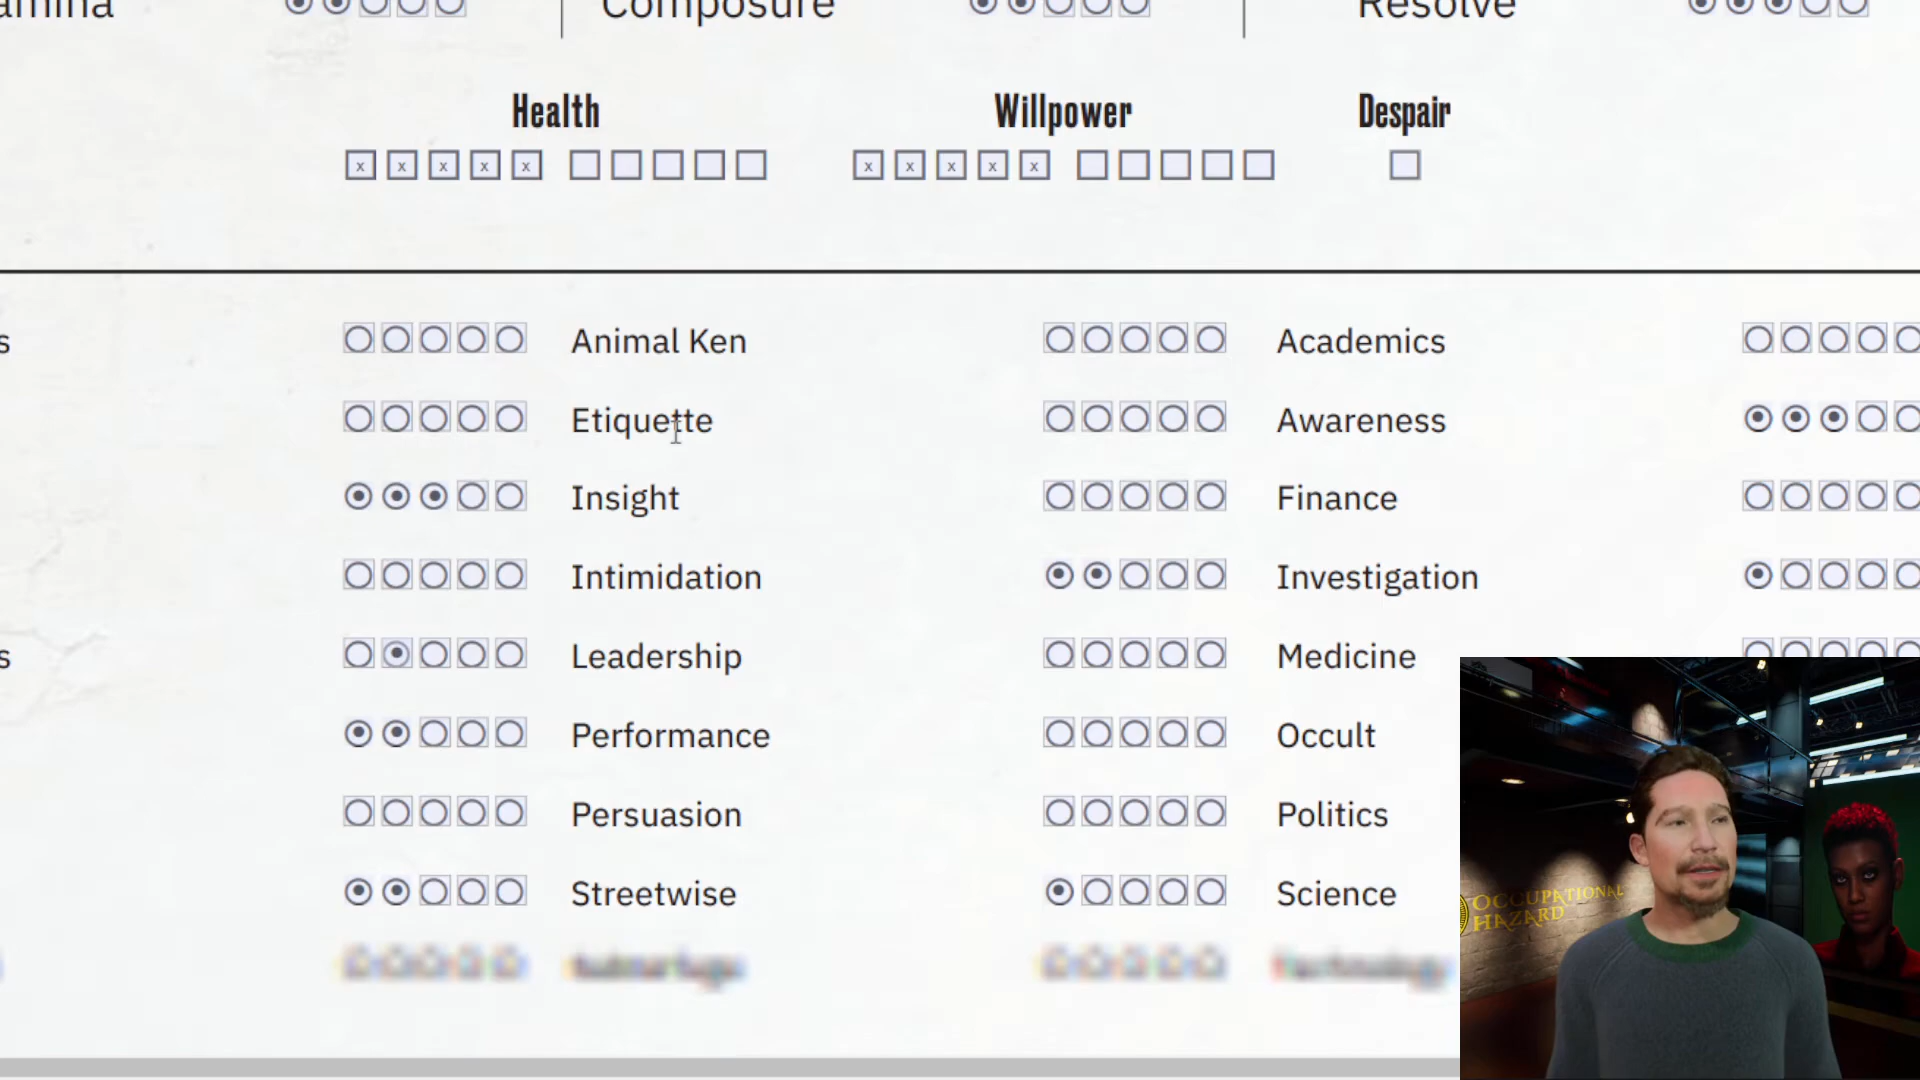 amina Composure Resolve
Health Willpower Despair
x x x x x x x x x x
s Animal Ken Academics
Etiquette Awareness
Insight Finance
Intimidation Investigation
s Leadership Medicine
Performance Occult
Persuasion Politics
Streetwise Science
OCCUPATIONAL
HAZARD